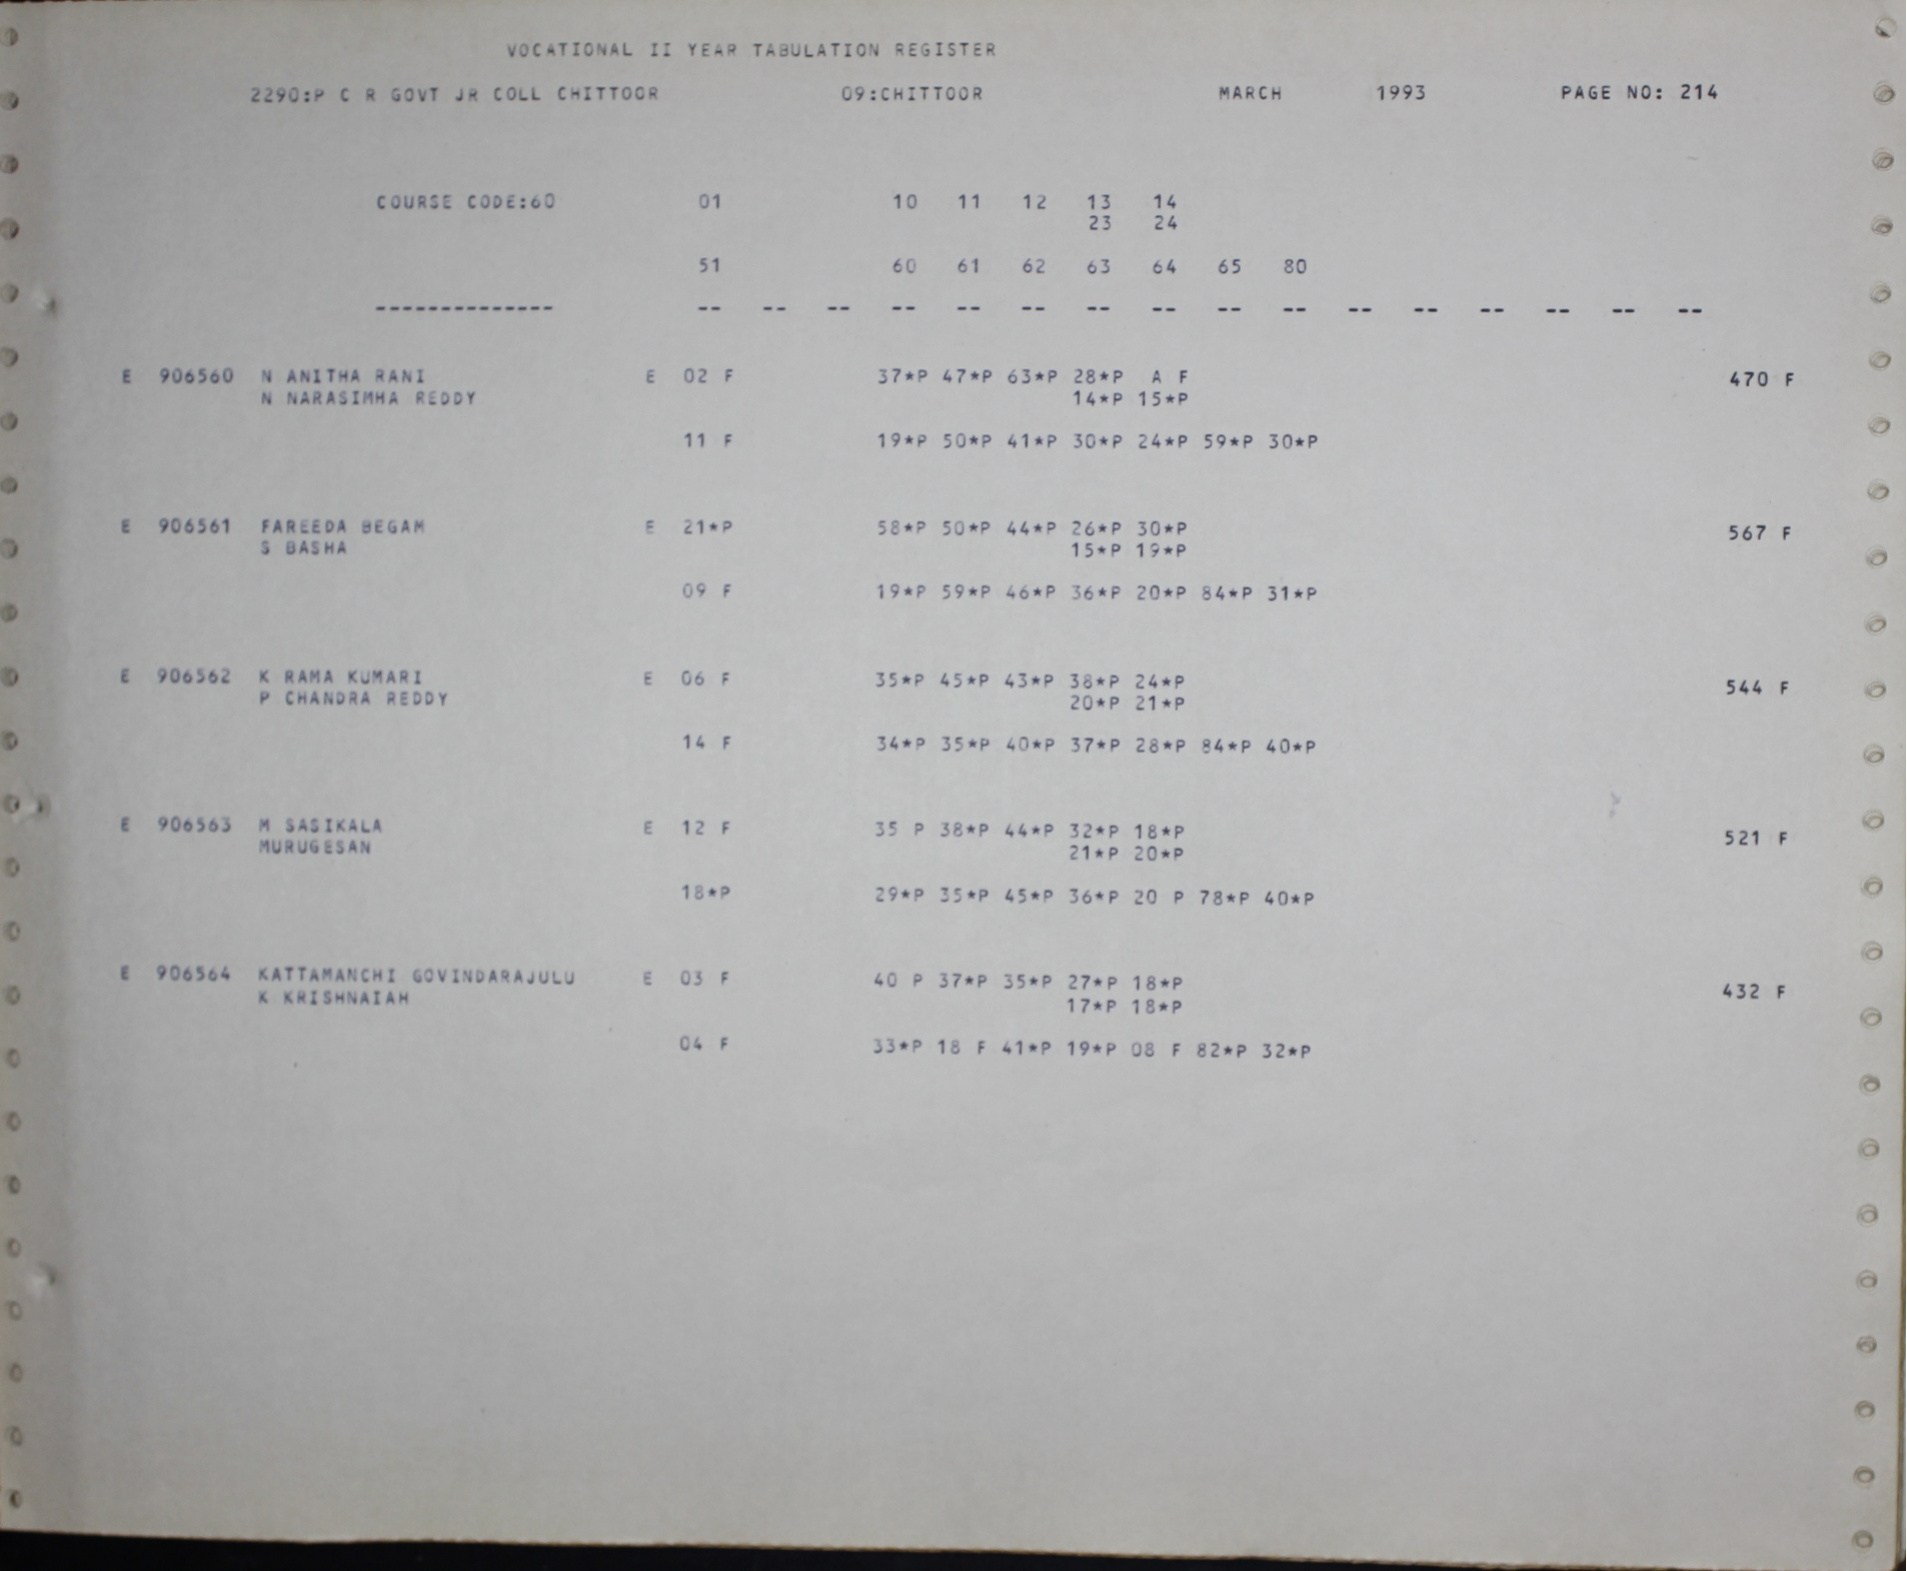 VOCATIONAL II YEAR TABULATION REGISTER
2290:P C R GOVT JR COLL CHITTOOR 09:CHITTOOR MARCH 1993 PAGE NO: 214
COURSE CODE:60 01 10 11 12 13 14
23 24
51 60 61 62 63 64 65 80
-------------- -- -- -- -- -- -- -- -- -- -- -- -- -- -- -- --
E 906560 N ANITHA RANI E 02 F 37*P 47*P 63*P 28*P A F 470 F
N NARASIMHA REDDY 14*P 15*P
11 F 19*P 50*P 41*P 30*P 24*P 59*P 30*P
E 906561 FAREEDA BEGAM E 21*P 58*P 50*P 44*P 26*P 30*P 567 F
S BASHA 15*P 19*P
09 F 19*P 59*P 46*P 36*P 20*P 84*P 31*P
E 906562 K RAMA KUMARI E 06 F 35*P 45*P 43*P 38*P 24*P 544 F
P CHANDRA REDDY 20*P 21*P
14 F 34*P 35*P 40*P 37*P 28*P 84*P 40*P
E 906563 M SASIKALA E 12 F 35 P 38*P 44*P 32*P 18*P 521 F
MURUGESAN 21*P 20*P
18*P 29*P 35*P 45*P 36*P 20 P 78*P 40*P
E 906564 KATTAMANCHI GOVINDARAJULU E 03 F 40 P 37*P 35*P 27*P 18*P 432 F
K KRISHNAIAH 17*P 18*P
04 F 33*P 18 F 41*P 19*P 08 F 82*P 32*P